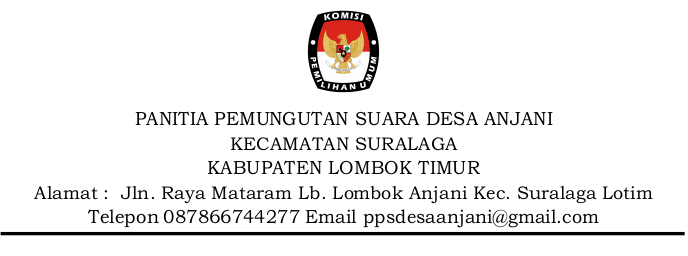 KOMISI
PEMILIHAN UMUM
PANITIA PEMUNGUTAN SUARA DESA ANJANI
KECAMATAN SURALAGA
KABUPATEN LOMBOK TIMUR
Alamat : Jln. Raya Mataram Lb. Lombok Anjani Kec. Suralaga Lotim
Telepon 087866744277 Email ppsdesaanjani@gmail.com